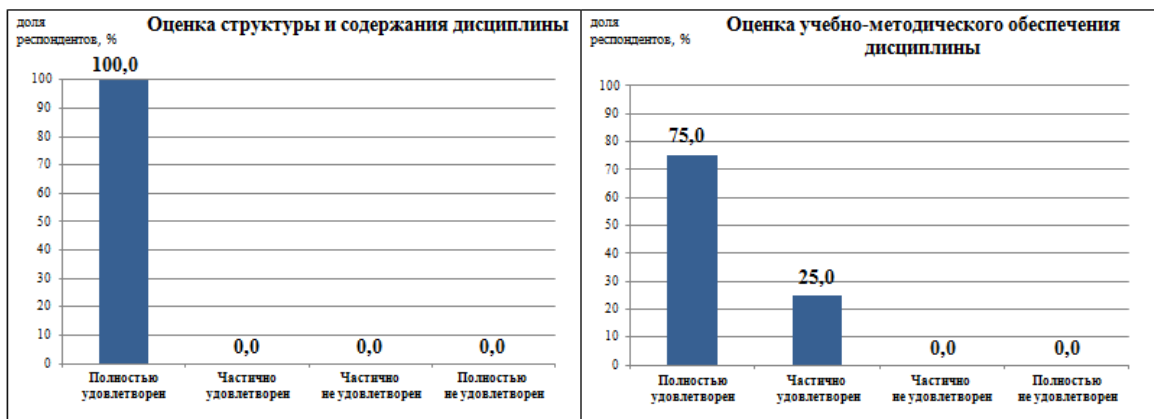 доля
респондентов, %
Оценка структуры и содержания дисциплины
100,0
100
90
80
70
60
50
40
30
20
10
0
0,0
0,0
0,0
Полностью
удовлетворен
Частично
удовлетворен
Частично
не удовлетворен
Полностью
не удовлетворен
доля
респондентов, %
Оценка учебно-методического обеспечения
дисциплины
100
90
80
70
60
50
40
30
20
10
0
75,0
25,0
0,0
0,0
Полностью
удовлетворен
Частично
удовлетворен
Частично
не удовлетворен
Полностью
не удовлетворен